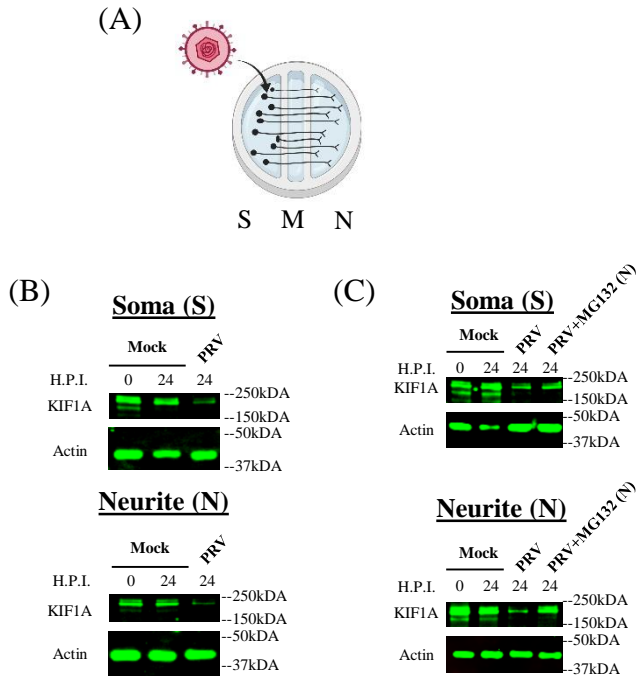 (A)
S M N
(B)
Soma (S)
Mock PRV
H.P.I. 0 24 24
KIF1A --250kDA
--150kDA
Actin --50kDA
--37kDA
Neurite (N)
Mock PRV
H.P.I. 0 24 24
KIF1A --250kDA
--150kDA
Actin --50kDA
--37kDA
(C)
Soma (S)
Mock PRV PRV+MG132 (N)
H.P.I. 0 24 24 24
KIF1A --250kDA
--150kDA
Actin --50kDA
--37kDA
Neurite (N)
Mock PRV PRV+MG132 (N)
H.P.I. 0 24 24 24
KIF1A --250kDA
--150kDA
Actin --50kDA
--37kDA